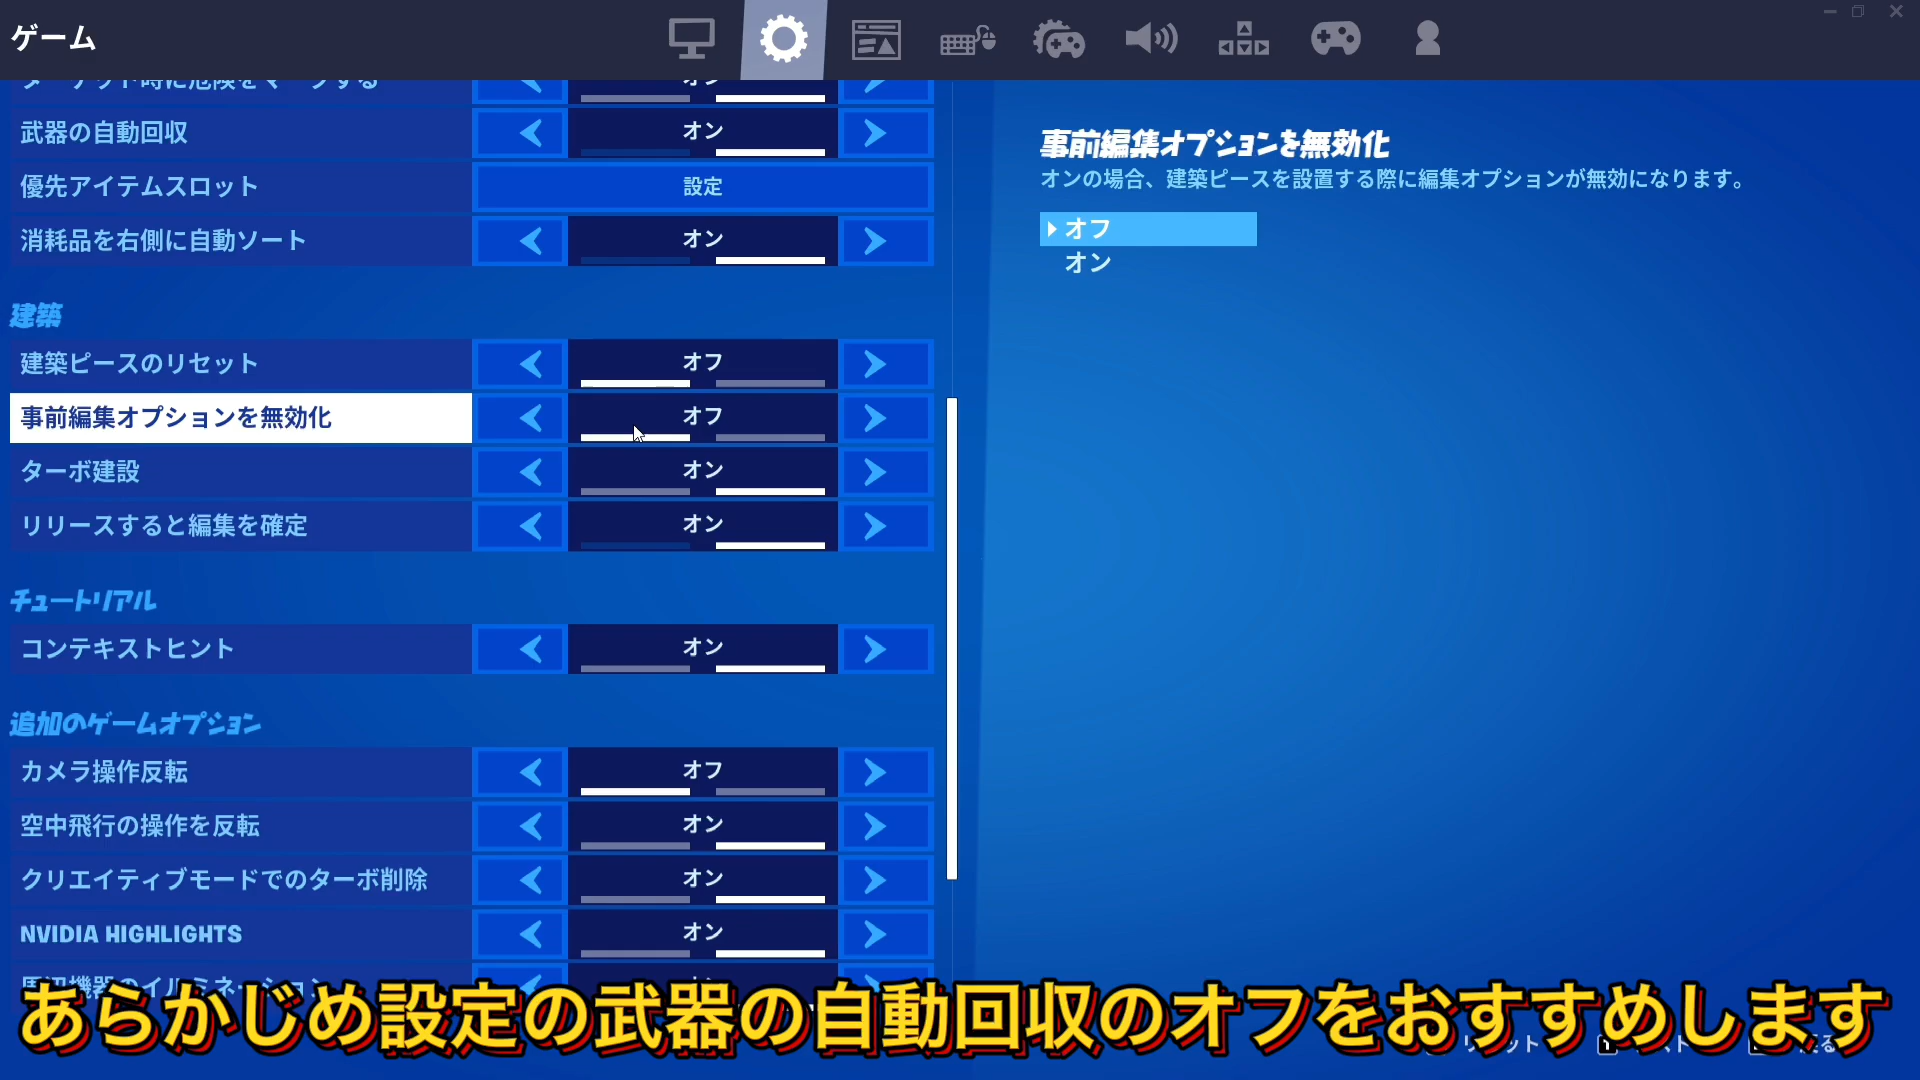 ゲーム
武器の自動回収 オン
優先アイテムスロット 設定
消耗品を右側に自動ソート オン
建築
建築ピースのリセット オフ
事前編集オプションを無効化 オフ
ターボ建設 オン
リリースすると編集を確定 オン
チュートリアル
コンテキストヒント オン
追加のゲームオプション
カメラ操作反転 オフ
空中飛行の操作を反転 オン
クリエイティブモードでのターボ削除 オン
NVIDIA HIGHLIGHTS オン
事前編集オプションを無効化
オンの場合、建築ピースを設置する際に編集オプションが無効になります。
オフ
オン
あらかじめ設定の武器の自動回収のオフをおすすめします